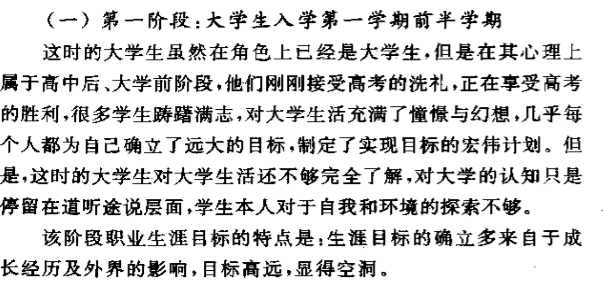 （一）第一阶段:大学生入学第一学期前半学期
这时的大学生虽然在角色上已经是大学生,但是在其心理上
属于高中后、大学前阶段,他们刚刚接受高考的洗礼,正在享受高考
的胜利,很多学生踌躇满志,对大学生活充满了憧憬与幻想,几乎每
个人都为自己确立了远大的目标,制定了实现目标的宏伟计划。但
是,这时的大学生对大学生活还不够完全了解,对大学的认知只是
停留在道听途说层面,学生本人对于自我和环境的探索不够。
该阶段职业生涯目标的特点是:生涯目标的确立多来自于成
长经历及外界的影响,目标高远,显得空洞。